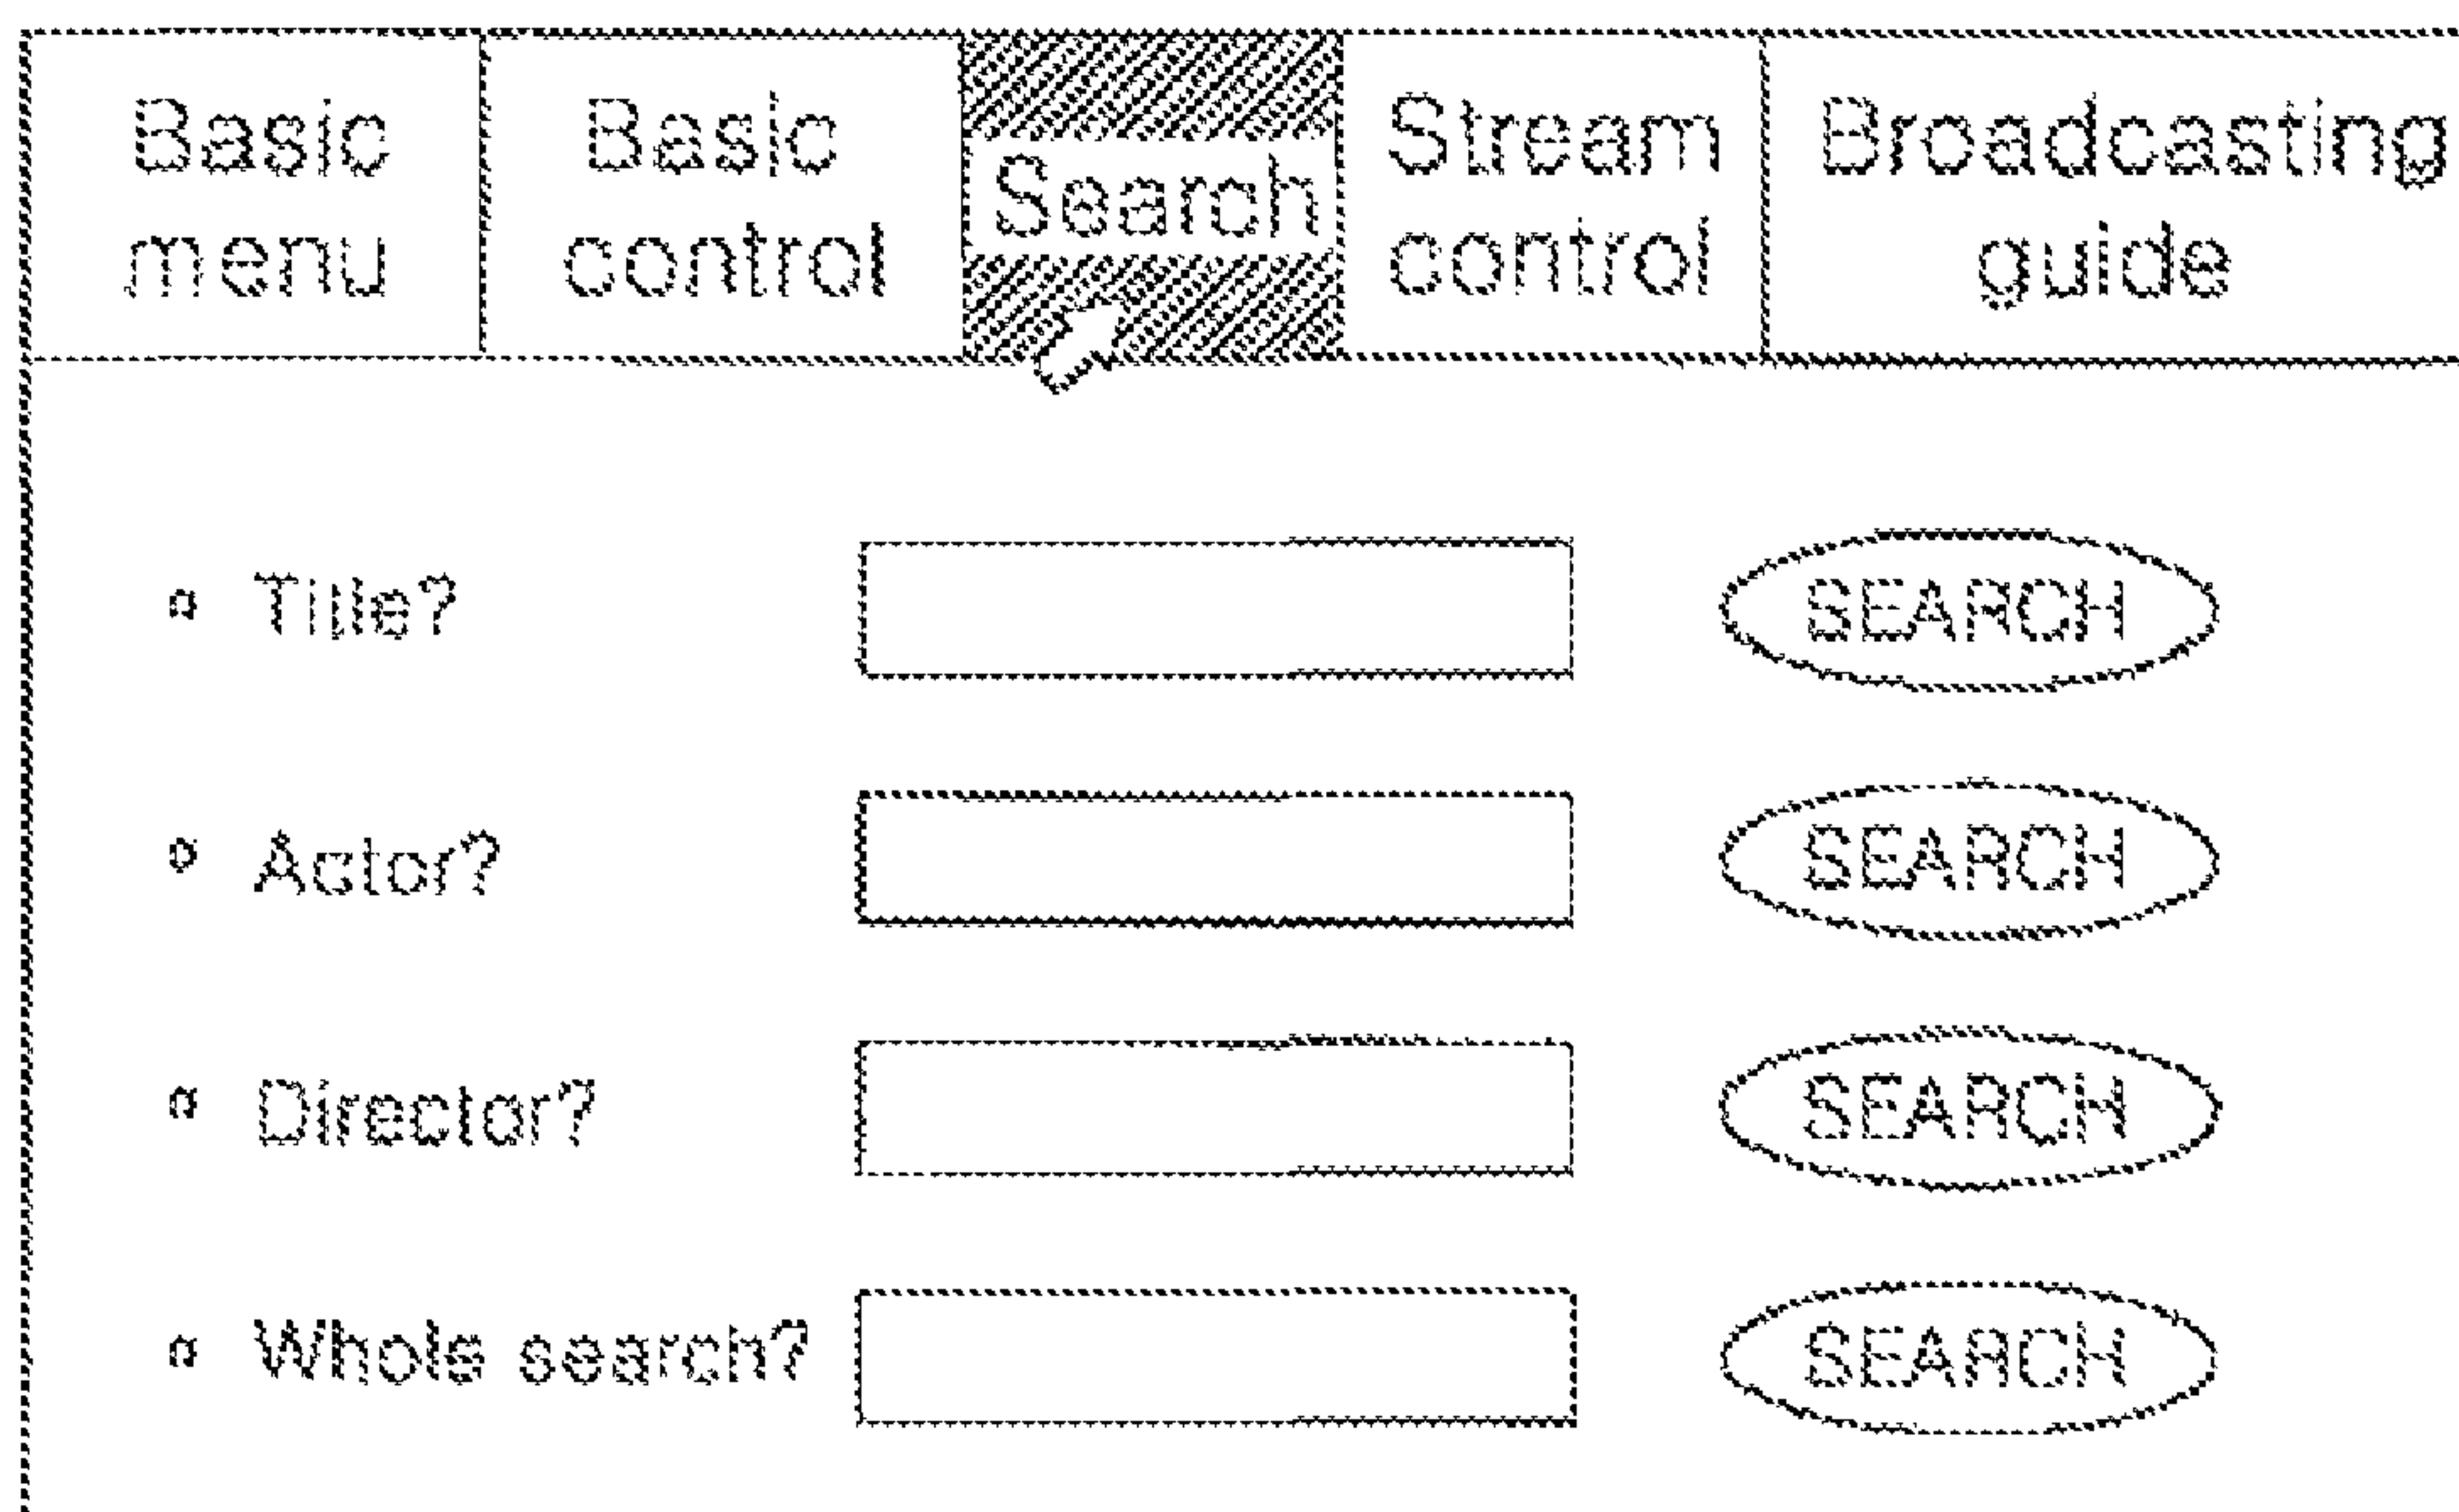 Basic menu
Basic control
Search
Stream control
Broadcasting guide
Title? SEARCH
Actor? SEARCH
Director? SEARCH
Whole search? SEARCH